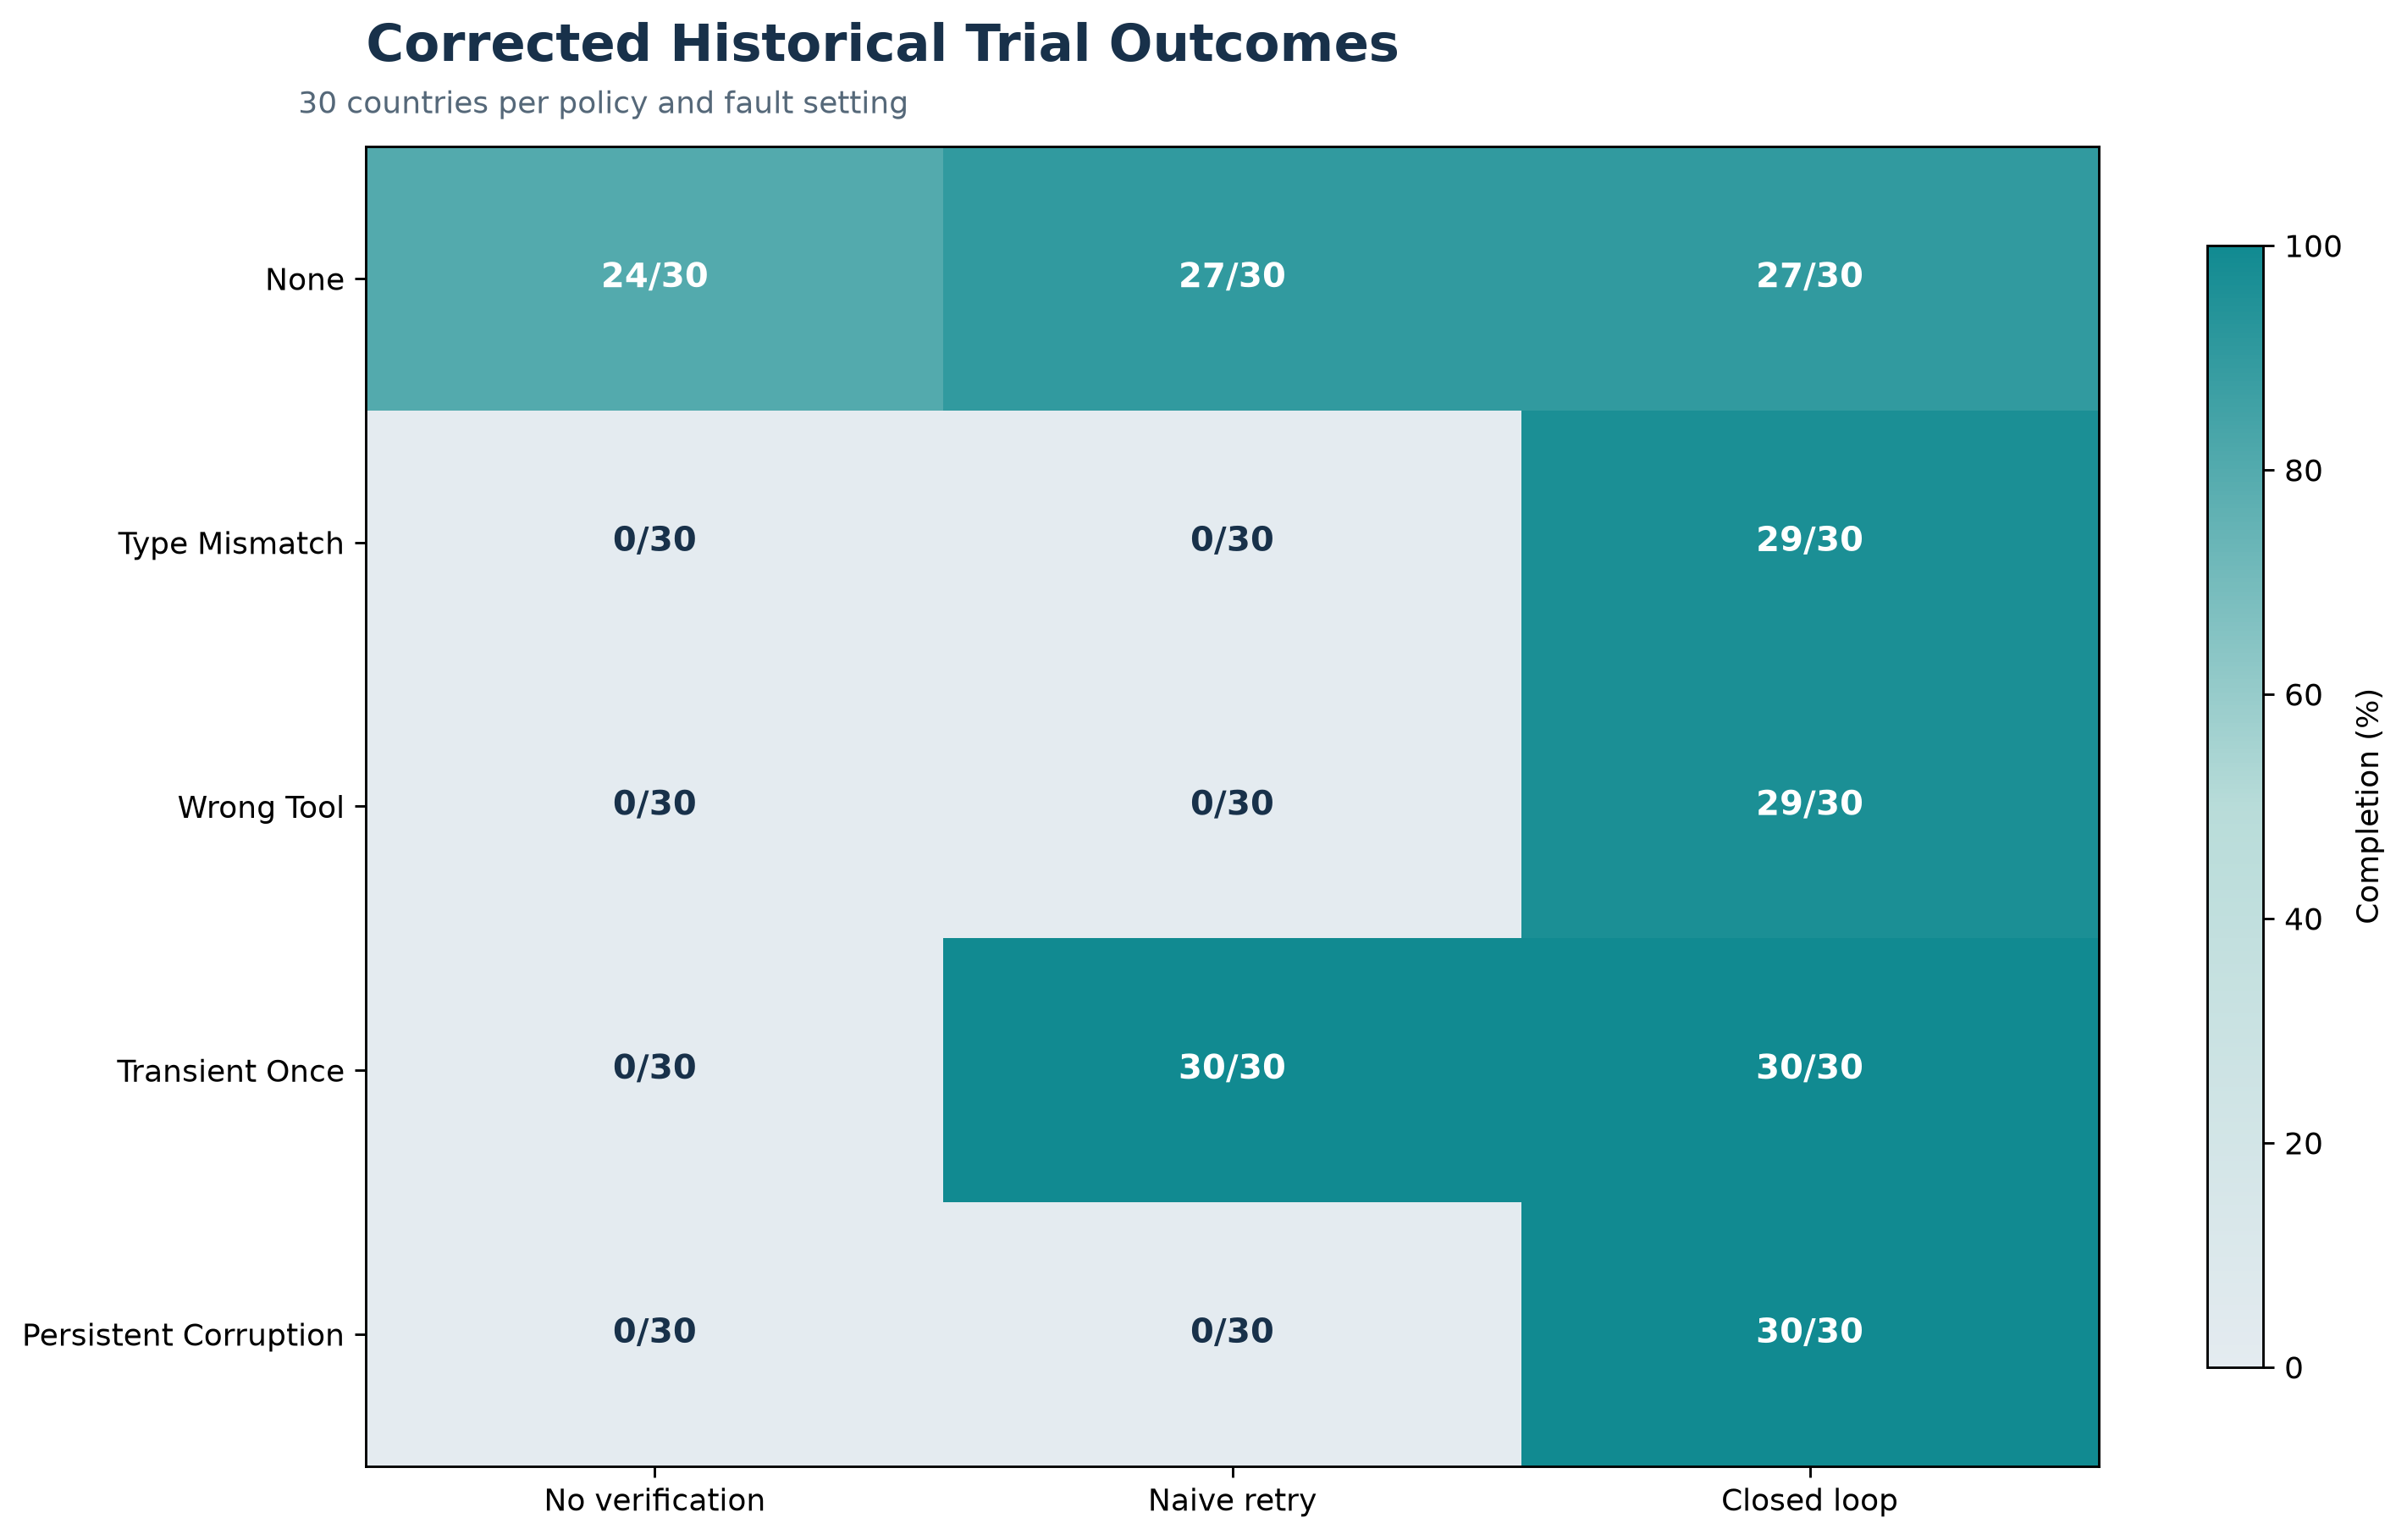 Corrected Historical Trial Outcomes
30 countries per policy and fault setting
None 24/30 27/30 27/30
Type Mismatch 0/30 0/30 29/30
Wrong Tool 0/30 0/30 29/30
Transient Once 0/30 30/30 30/30
Persistent Corruption 0/30 0/30 30/30
No verification Naive retry Closed loop
100
80
60
40
20
0
Completion (%)